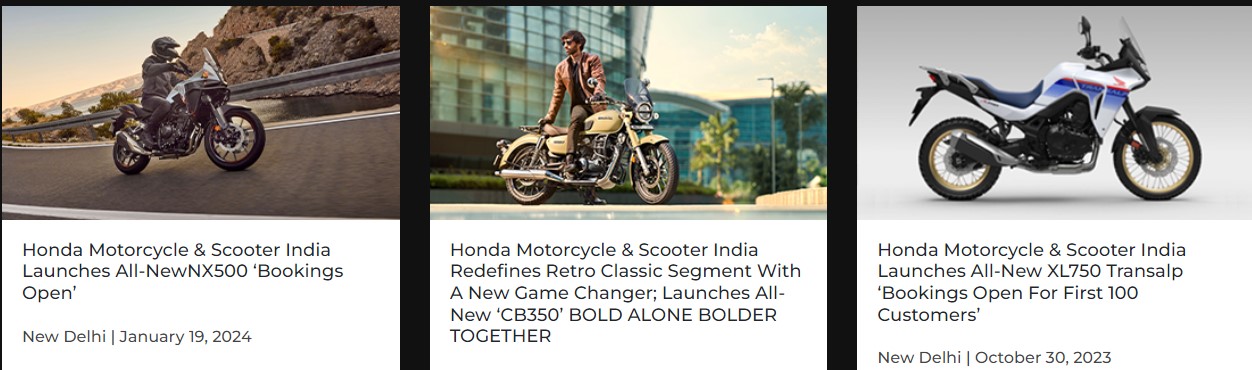 Honda Motorcycle & Scooter India
Launches All-NewNX500 ‘Bookings
Open’
New Delhi | January 19, 2024
Honda Motorcycle & Scooter India
Redefines Retro Classic Segment With
A New Game Changer; Launches All-
New ‘CB350’ BOLD ALONE BOLDER
TOGETHER
Honda Motorcycle & Scooter India
Launches All-New XL750 Transalp
‘Bookings Open For First 100
Customers’
New Delhi | October 30, 2023